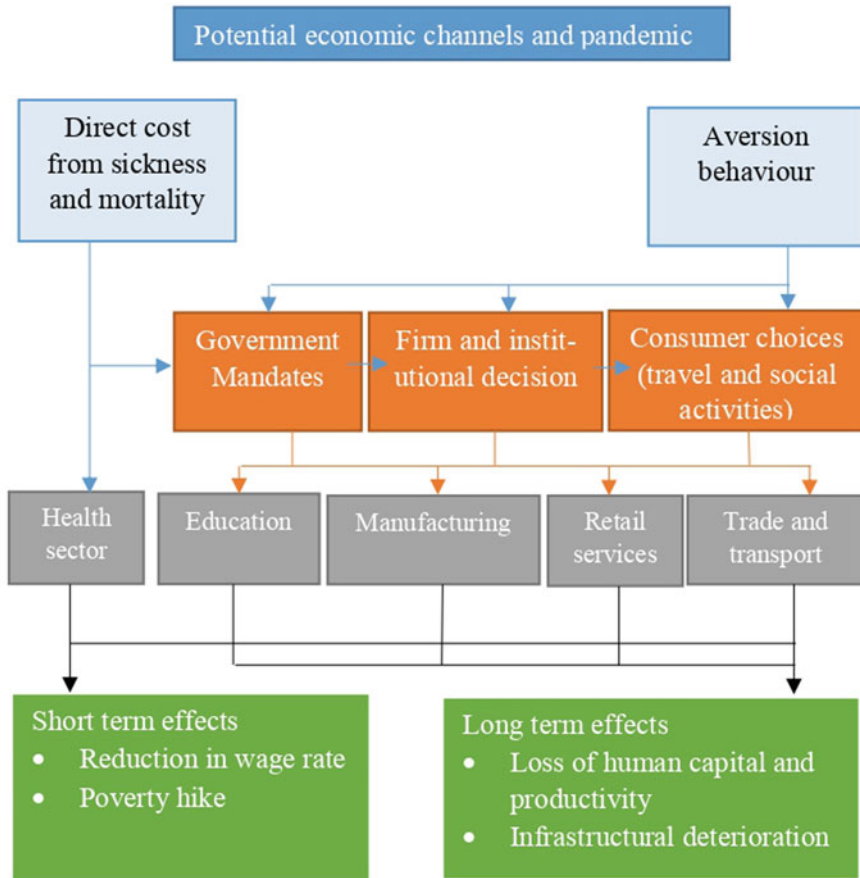 Potential economic channels and pandemic
Direct cost
from sickness
and mortality
Aversion
behaviour
Government
Mandates
Firm and instit-
utional decision
Consumer choices
(travel and social
activities)
Health
sector
Education
Manufacturing
Retail
services
Trade and
transport
Short term effects
• Reduction in wage rate
• Poverty hike
Long term effects
• Loss of human capital and
productivity
• Infrastructural deterioration